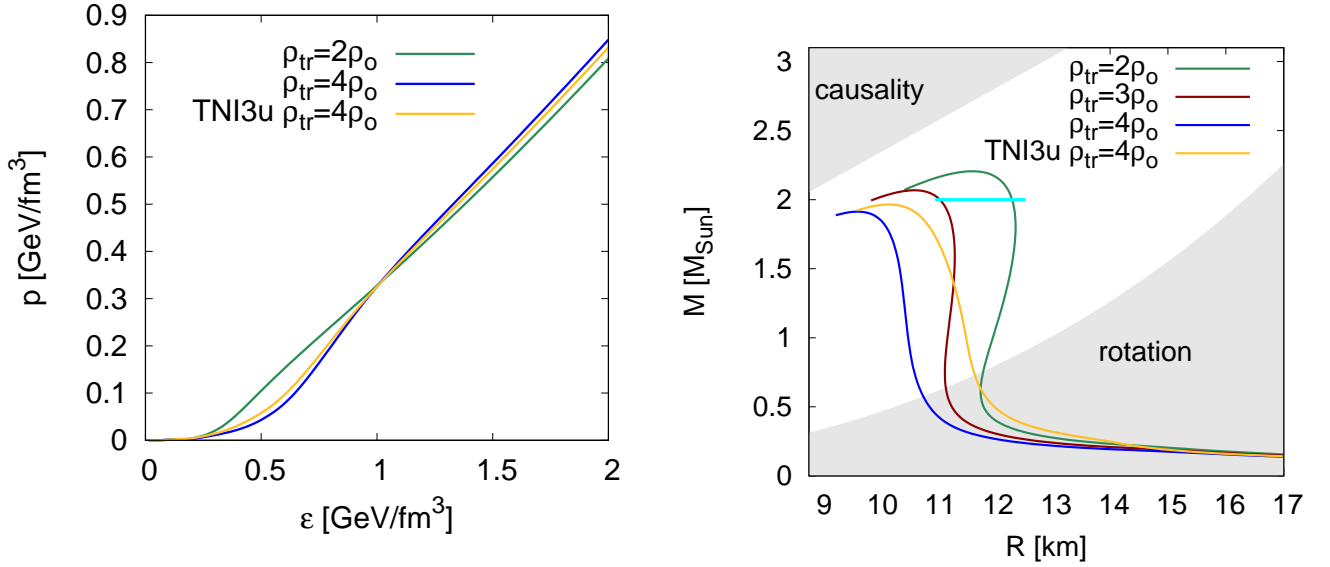 0.9
0.8
0.7
0.6
0.5
0.4
0.3
0.2
0.1
0
p [GeV/fm³]
ρtr=2ρo
ρtr=4ρo
TNI3u ρtr=4ρo
0 0.5 1 1.5 2
ε [GeV/fm³]
3
2.5
2
1.5
1
0.5
0
M [MSun]
causality
ρtr=2ρo
ρtr=3ρo
ρtr=4ρo
TNI3u ρtr=4ρo
rotation
9 10 11 12 13 14 15 16 17
R [km]